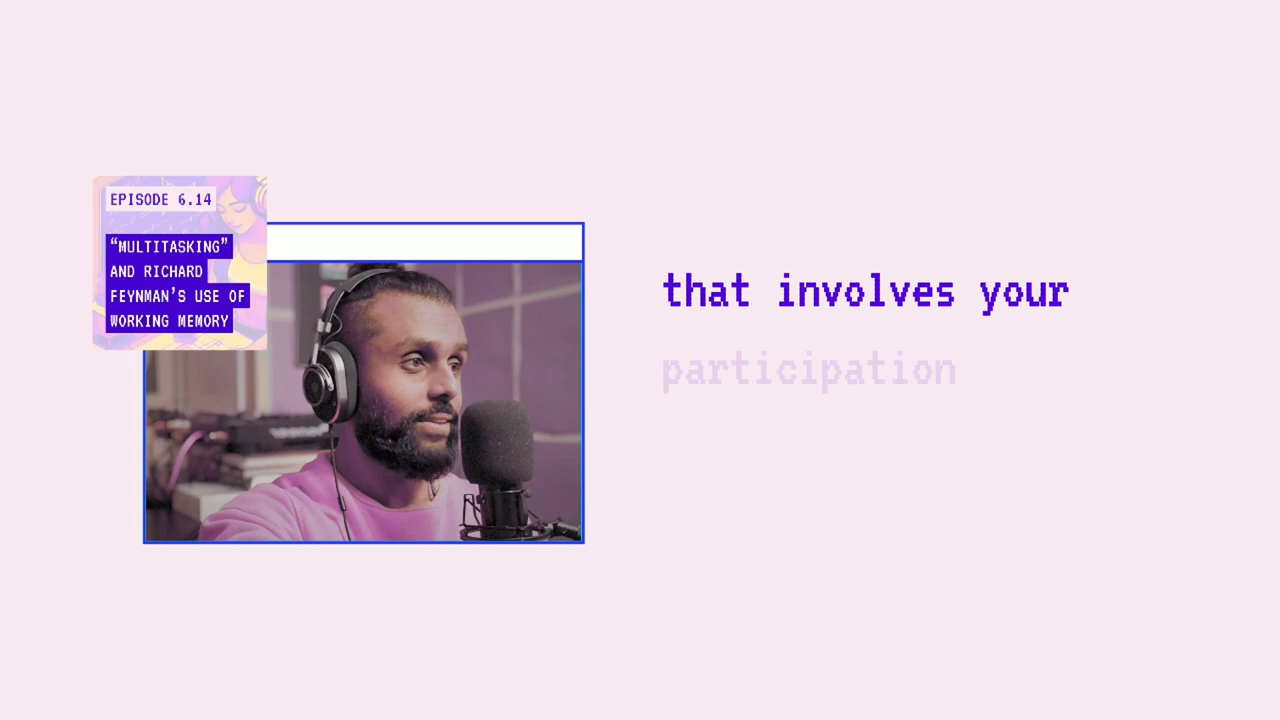 EPISODE 6.14
“MULTITASKING”
AND RICHARD
FEYNMAN’S USE OF
WORKING MEMORY
that involves your
participation